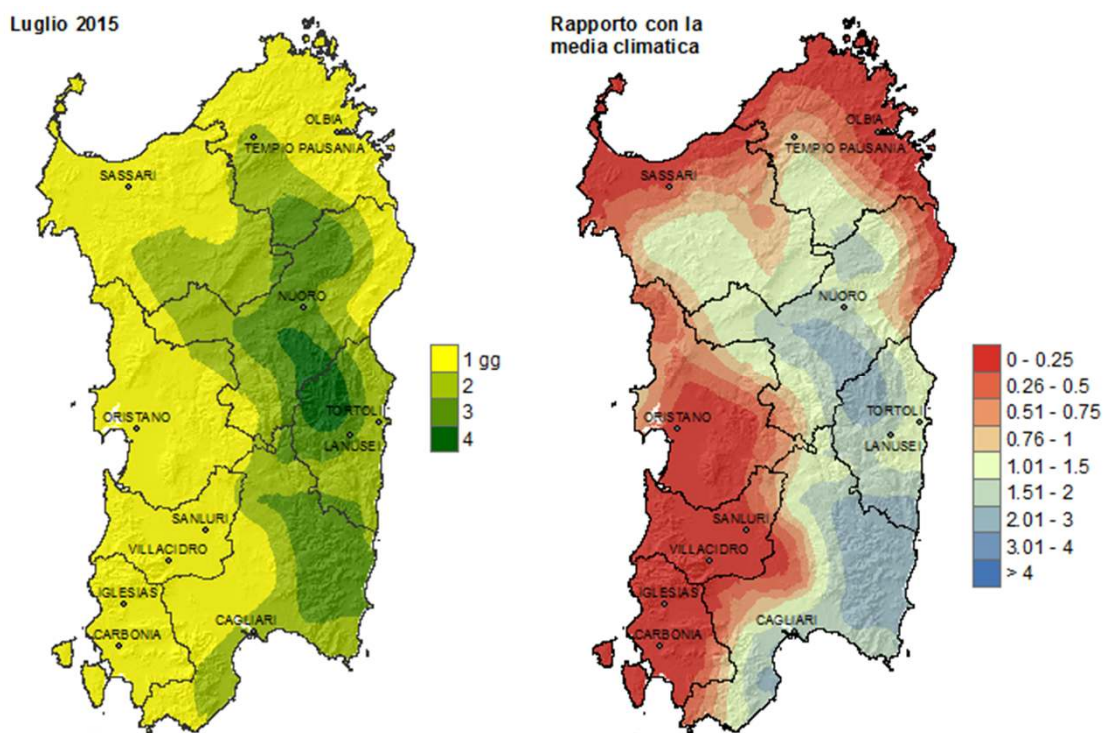 Luglio 2015
OLBIA
TEMPIO PAUSANIA
SASSARI
NUORO
ORISTANO
TORTOLI
LANUSEI
SANLURI
VILLACIDRO
IGLESIAS
CAGLIARI
CARBONIA
1 gg
2
3
4
Rapporto con la
media climatica
OLBIA
TEMPIO PAUSANIA
SASSARI
NUORO
ORISTANO
TORTOLI
LANUSEI
SANLURI
VILLACIDRO
IGLESIAS
CAGLIARI
CARBONIA
0 - 0.25
0.26 - 0.5
0.51 - 0.75
0.76 - 1
1.01 - 1.5
1.51 - 2
2.01 - 3
3.01 - 4
> 4